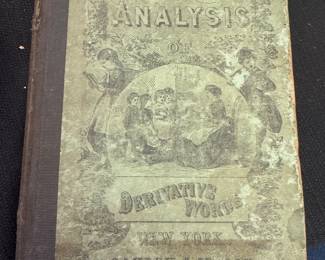 ANALYSIS
OF
DERIVATIVE WORDS
NEW YORK